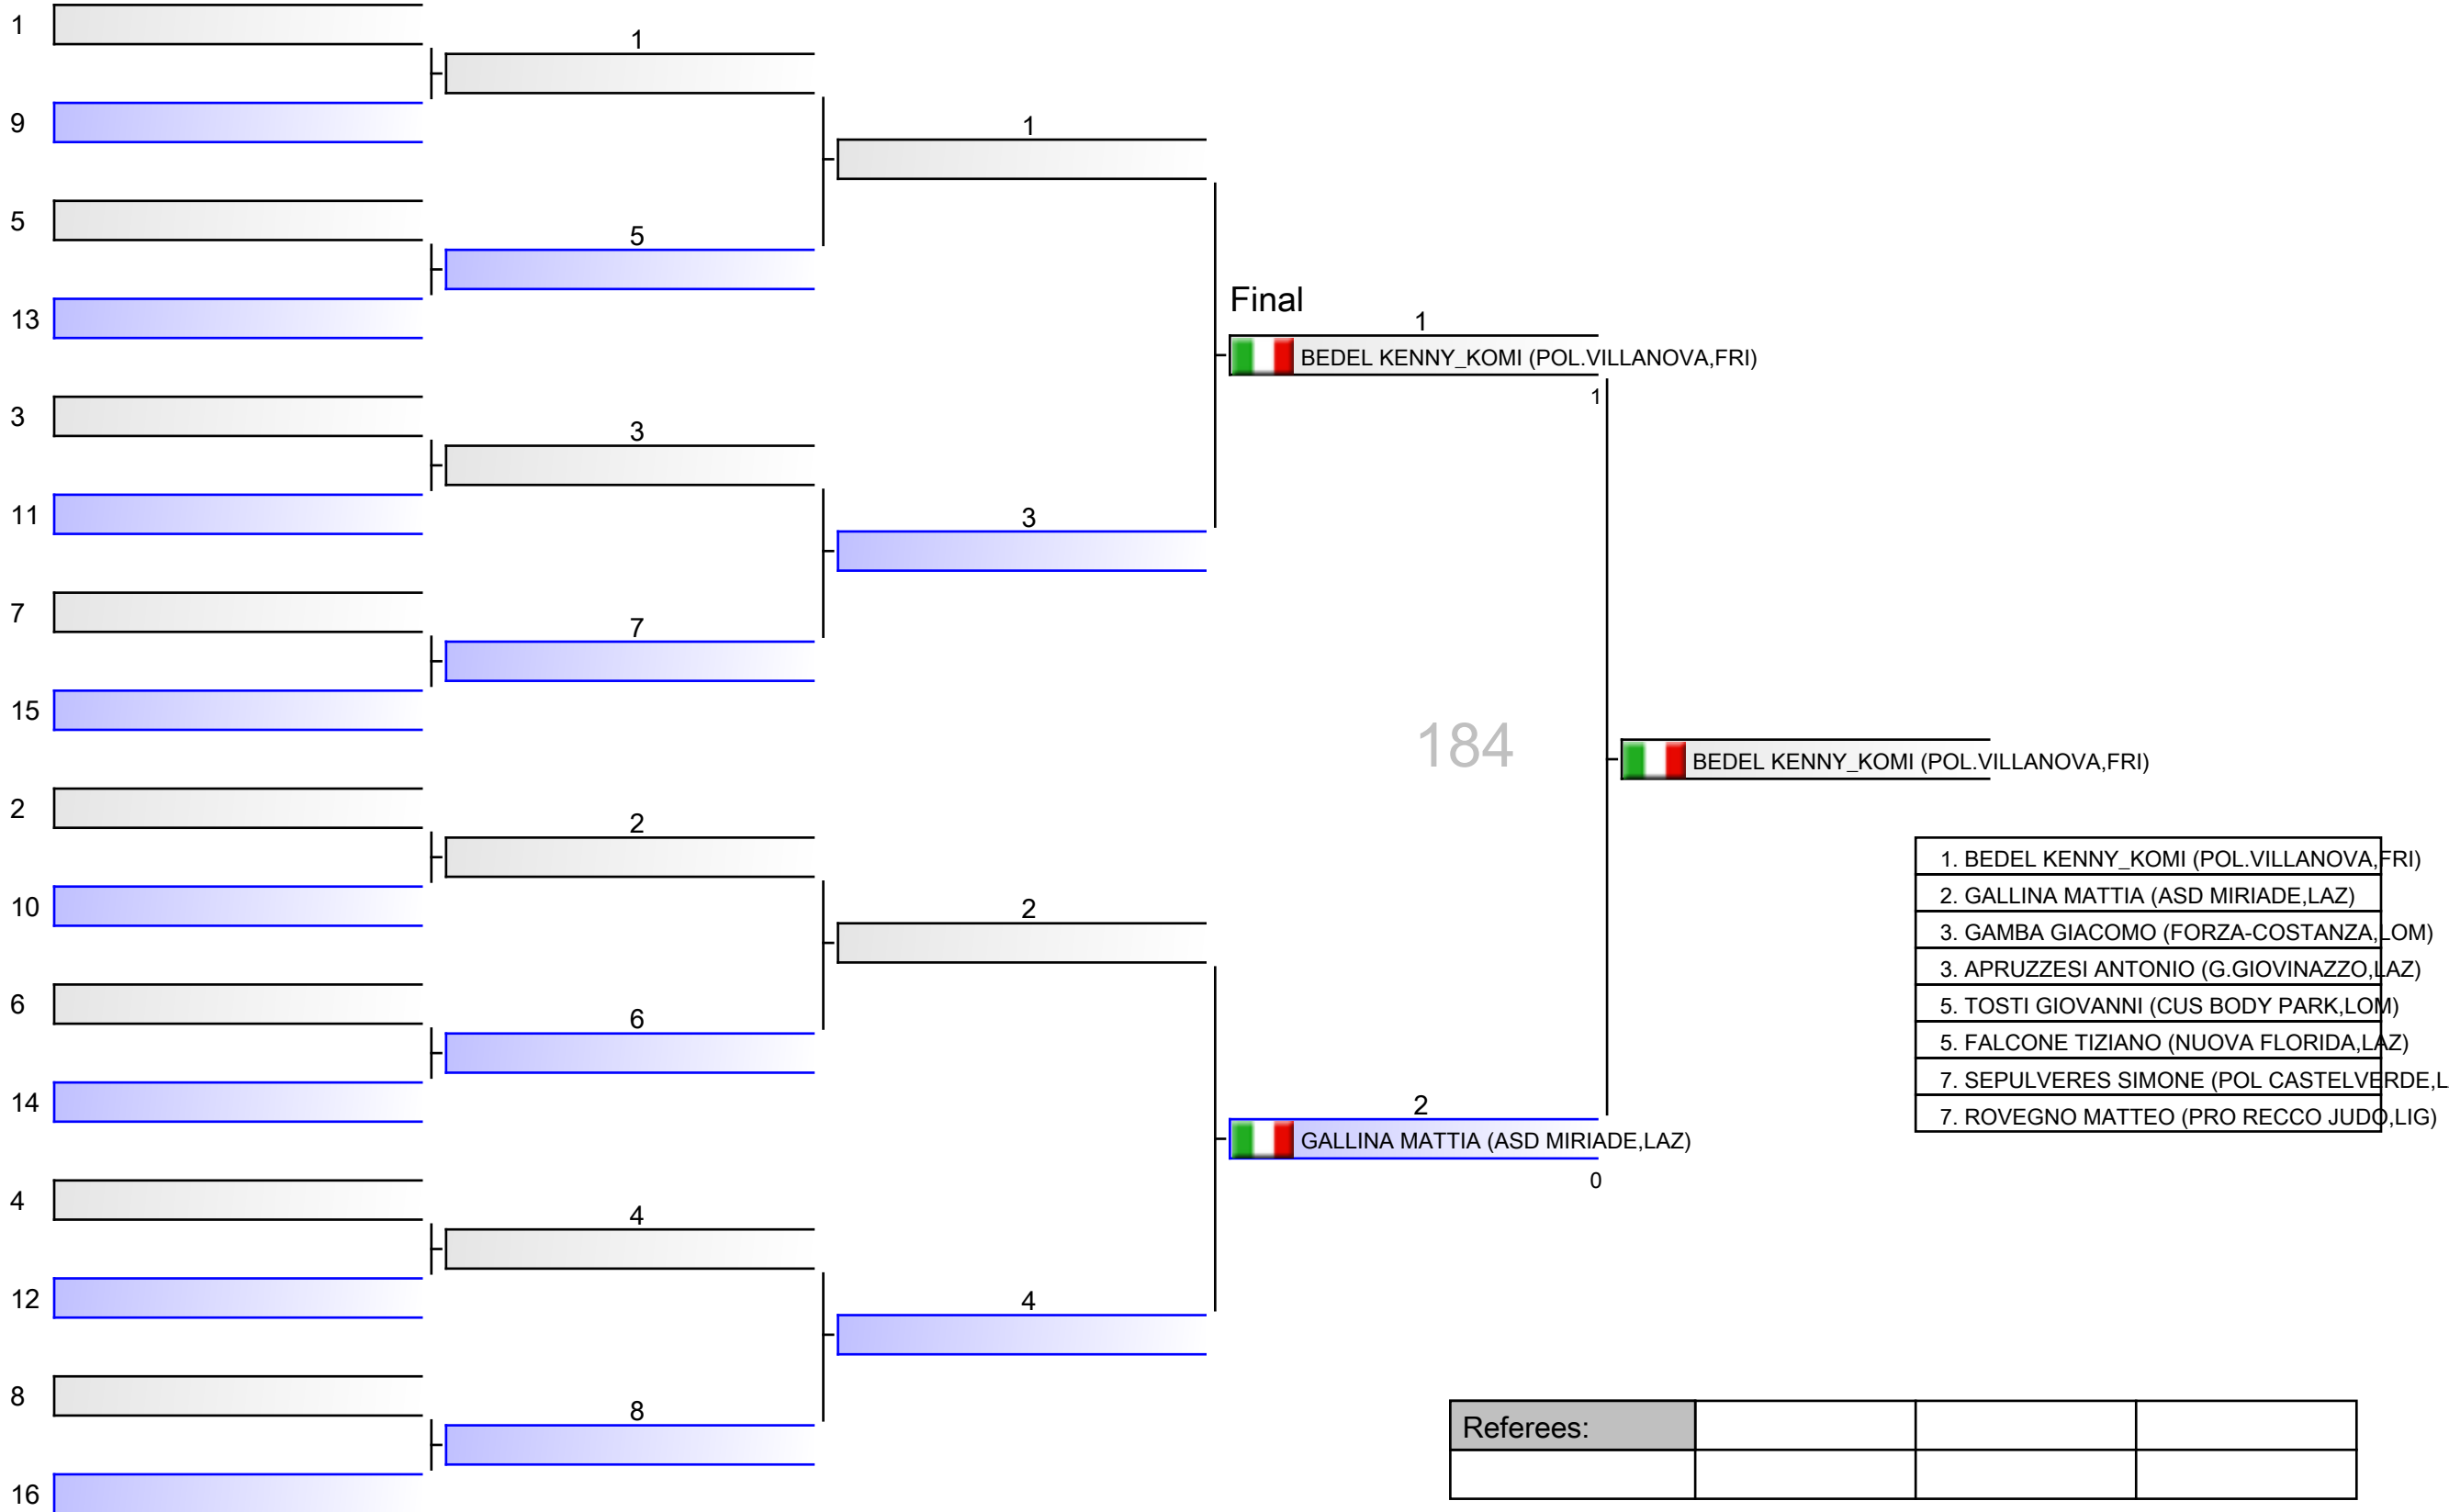 1
1
9
1
5
5
Final
13
1
BEDEL KENNY_KOMI (POL.VILLANOVA,FRI)
1
3
3
11
3
7
7
15
184
BEDEL KENNY_KOMI (POL.VILLANOVA,FRI)
2
2
1. BEDEL KENNY_KOMI (POL.VILLANOVA,FRI)
2. GALLINA MATTIA (ASD MIRIADE,LAZ)
3. GAMBA GIACOMO (FORZA-COSTANZA,LOM)
3. APRUZZESI ANTONIO (G.GIOVINAZZO,LAZ)
5. TOSTI GIOVANNI (CUS BODY PARK,LOM)
5. FALCONE TIZIANO (NUOVA FLORIDA,LAZ)
7. SEPULVERES SIMONE (POL CASTELVERDE,L
7. ROVEGNO MATTEO (PRO RECCO JUDO,LIG)
10
2
6
6
14
2
GALLINA MATTIA (ASD MIRIADE,LAZ)
0
4
4
12
4
8
8
16
Referees: